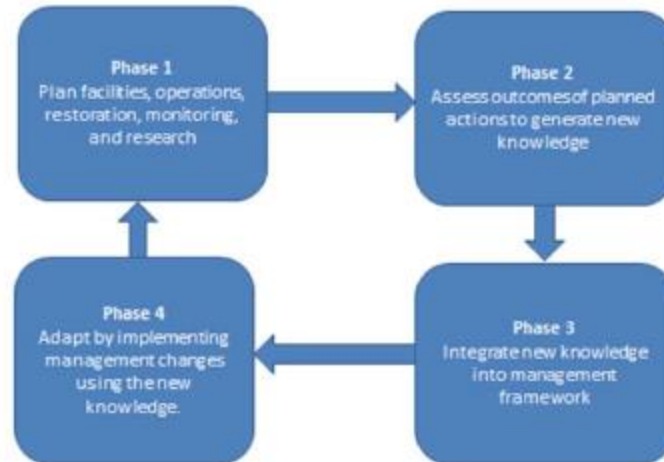 Phase 1
Plan facilities, operations,
restoration, monitoring,
and research
Phase 2
Assess outcomes of planned
actions to generate new
knowledge
Phase 3
Integrate new knowledge
into management
framework
Phase 4
Adapt by implementing
management changes
using the new
knowledge.